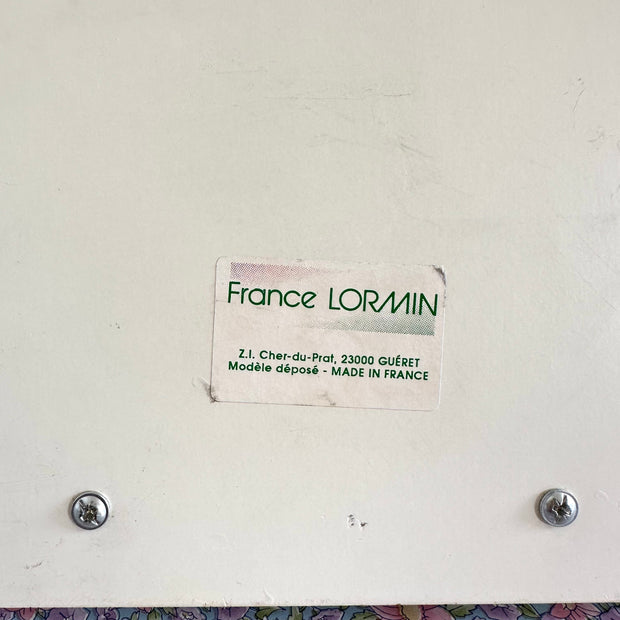 France LORMIN
Z.I. Cher-du-Prat, 23000 GUÉRET
Modèle déposé - MADE IN FRANCE